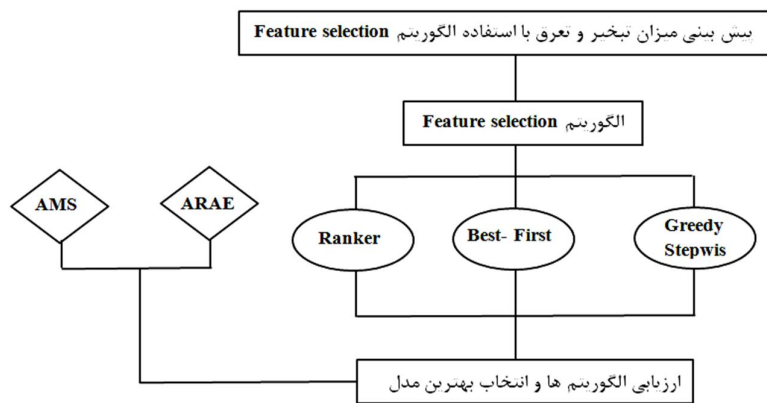 پیش بینی میزان تبخیر و تعرق با استفاده الگوریتم Feature selection
الگوریتم Feature selection
AMS
ARAE
Ranker
Best- First
Greedy
Stepwis
ارزیابی الگوریتم ها و انتخاب بهترین مدل